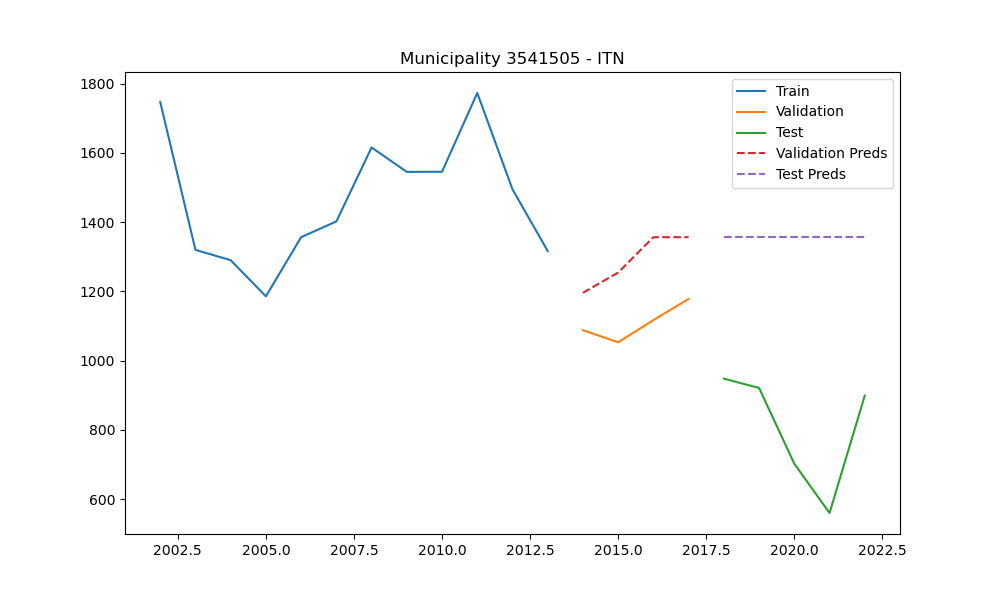 Municipality 3541505 - ITN
1800
1600
1400
1200
1000
800
600
Train
Validation
Test
Validation Preds
Test Preds
2002.5 2005.0 2007.5 2010.0 2012.5 2015.0 2017.5 2020.0 2022.5